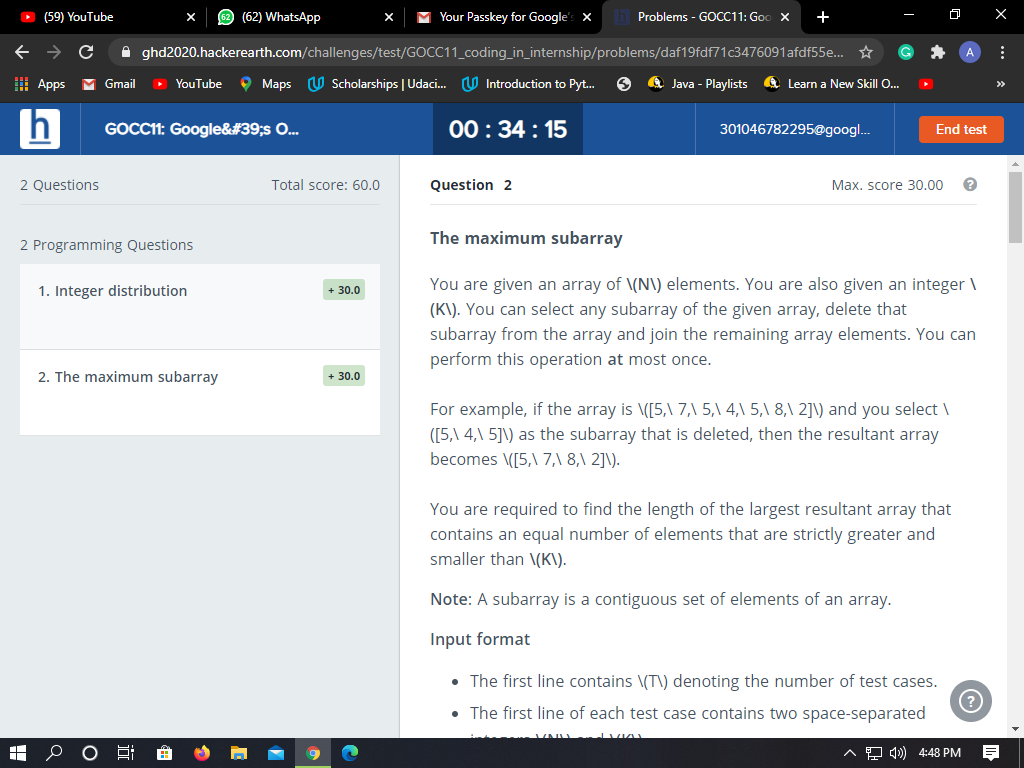 (59) YouTube
(62) WhatsApp
Your Passkey for Google'
Problems - GOCC11: Goo
ghd2020.hackerearth.com/challenges/test/GOCC11_coding_in_internship/problems/daf19fdf71c3476091afdf55e...
A
Apps
Gmail
YouTube
Maps
Scholarships | Udaci...
Introduction to Pyt...
Java - Playlists
Learn a New Skill O...
»
h
GOCC11: Google&#39;s O...
00 : 34 : 15
301046782295@googl...
End test
2 Questions
Total score: 60.0
2 Programming Questions
1. Integer distribution
+ 30.0
2. The maximum subarray
+ 30.0
Question 2
Max. score 30.00
?
The maximum subarray
You are given an array of \(N\) elements. You are also given an integer \
(K\). You can select any subarray of the given array, delete that
subarray from the array and join the remaining array elements. You can
perform this operation at most once.
For example, if the array is \([5,\ 7,\ 5,\ 4,\ 5,\ 8,\ 2]\) and you select \
([5,\ 4,\ 5]\) as the subarray that is deleted, then the resultant array
becomes \([5,\ 7,\ 8,\ 2]\).
You are required to find the length of the largest resultant array that
contains an equal number of elements that are strictly greater and
smaller than \(K\).
Note: A subarray is a contiguous set of elements of an array.
Input format
• The first line contains \(T\) denoting the number of test cases.
• The first line of each test case contains two space-separated
integers \(N\) and \(K\)
?
4:48 PM